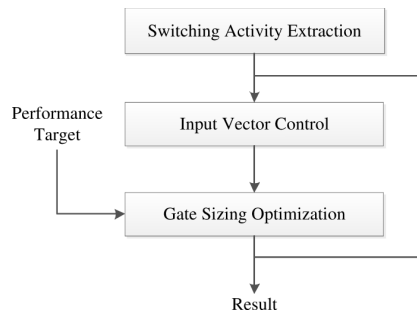 Switching Activity Extraction
Performance
Target
Input Vector Control
Gate Sizing Optimization
Result